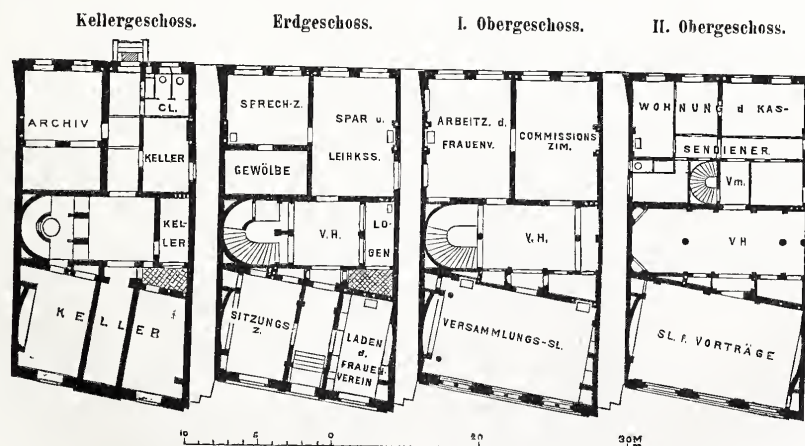 Kellergeschoss.
Erdgeschoss.
I. Obergeschoss.
II. Obergeschoss.
CL.
ARCHIV
KELLER
KEL-
LER.
KELLER
SPRECH-Z.
SPAR u.
LEIHKSS.
GEWÖLBE
V.H.
LO-
GEN
SITZUNGS
Z.
LADEN
d.
FRAUEN-
VEREIN
ARBEITZ. d.
FRAUENV.
COMMISSIONS
ZIM.
V.H.
VERSAMMLUNGS-SL.
WOHNUNG d KAS-
SENDIENER
Vm.
VH
SL. f. VORTRÄGE
10 5 0 20 30M